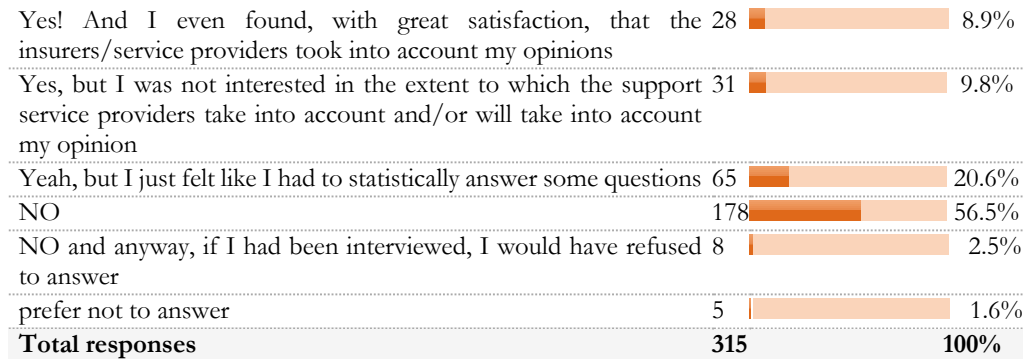 Yes! And I even found, with great satisfaction, that the 28 8.9%
insurers/service providers took into account my opinions
Yes, but I was not interested in the extent to which the support 31 9.8%
service providers take into account and/or will take into account
my opinion
Yeah, but I just felt like I had to statistically answer some questions 65 20.6%
NO 178 56.5%
NO and anyway, if I had been interviewed, I would have refused 8 2.5%
to answer
prefer not to answer 5 1.6%
Total responses 315 100%